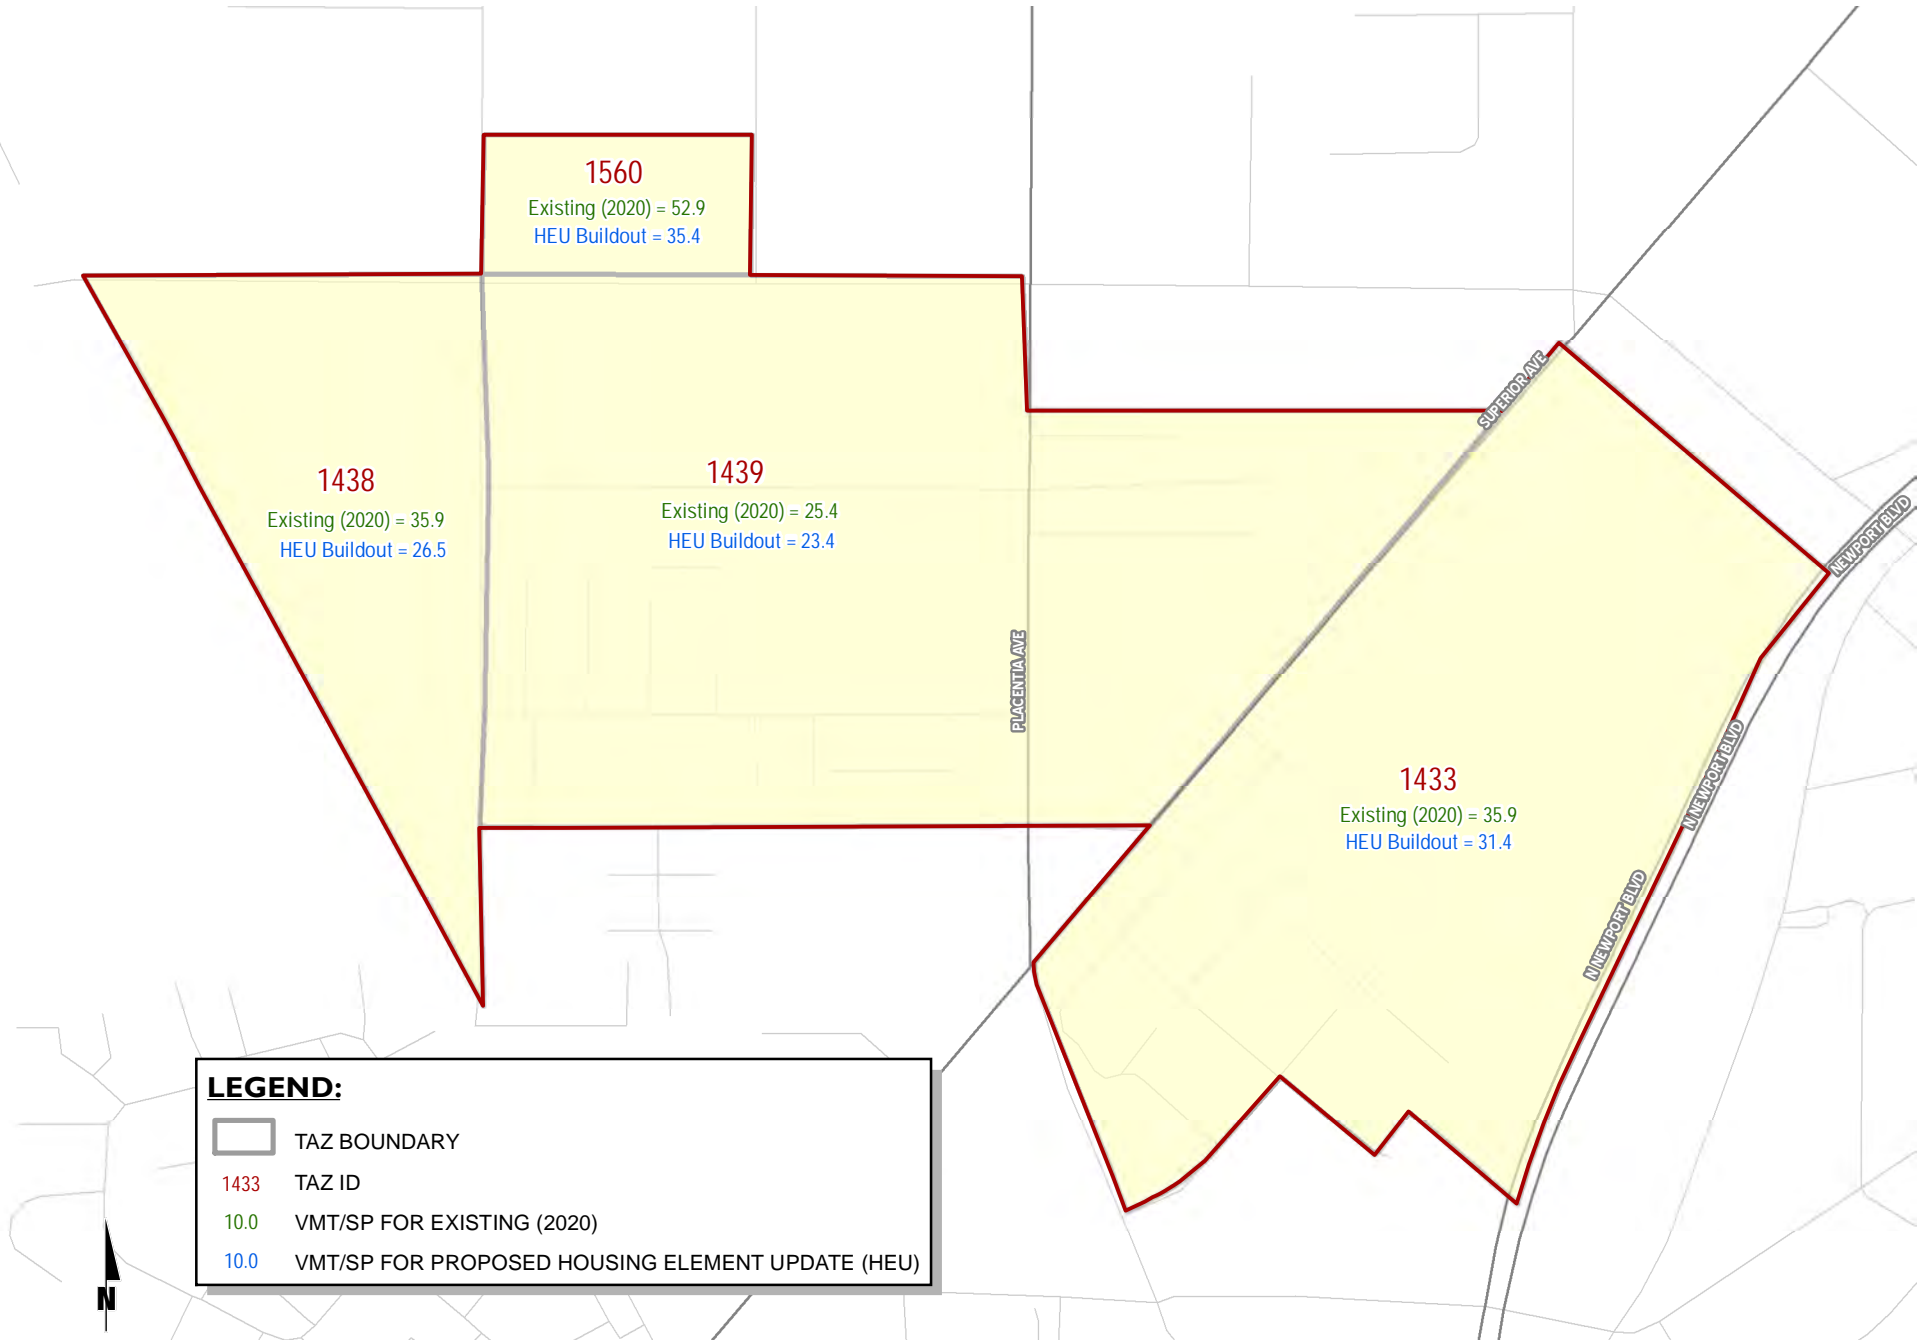 1560
Existing (2020) = 52.9
HEU Buildout = 35.4
SUPERIOR AVE
1438
Existing (2020) = 35.9
HEU Buildout = 26.5
1439
Existing (2020) = 25.4
HEU Buildout = 23.4
NEWPORT BLVD
PLACENTIA AVE
N NEWPORT BLVD
1433
Existing (2020) = 35.9
HEU Buildout = 31.4
N NEWPORT BLVD
LEGEND:
TAZ BOUNDARY
1433 TAZ ID
10.0 VMT/SP FOR EXISTING (2020)
10.0 VMT/SP FOR PROPOSED HOUSING ELEMENT UPDATE (HEU)
N